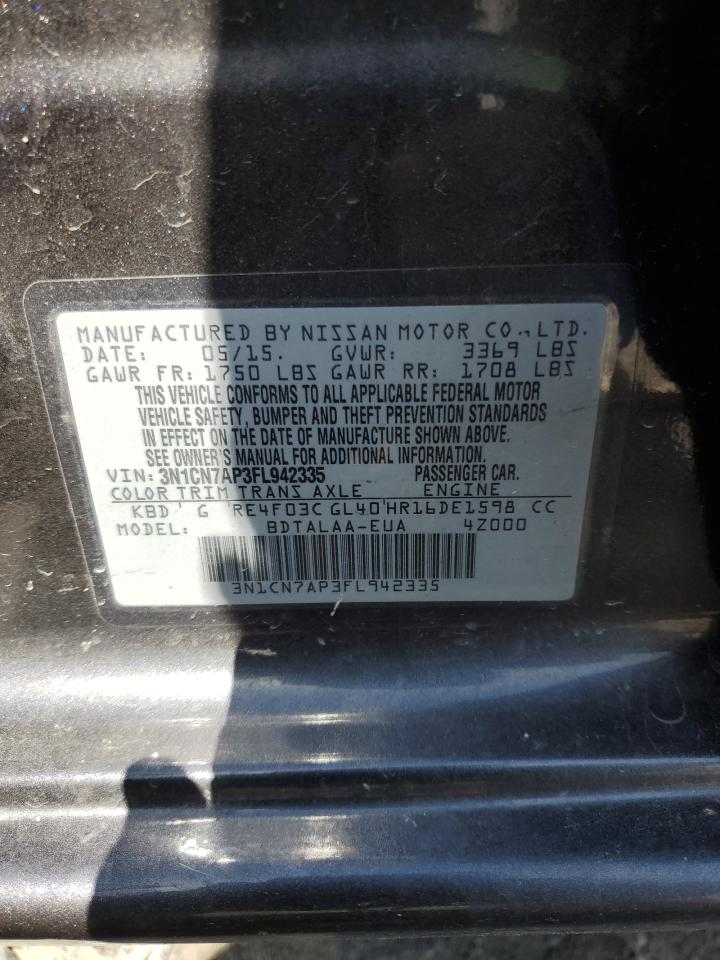 MANUFACTURED BY NISSAN MOTOR CO.,LTD.
DATE: 05/15. GVWR: 3369 LBS
GAWR FR: 1750 LBS GAWR RR: 1708 LBS
THIS VEHICLE CONFORMS TO ALL APPLICABLE FEDERAL MOTOR
VEHICLE SAFETY, BUMPER AND THEFT PREVENTION STANDARDS
IN EFFECT ON THE DATE OF MANUFACTURE SHOWN ABOVE.
SEE OWNER'S MANUAL FOR ADDITIONAL INFORMATION.
VIN: 3N1CN7AP3FL942335 PASSENGER CAR.
COLOR TRIM TRANS AXLE ENGINE
KBD' G 'RE4F03C GL40'HR16DE1598 CC
MODEL: BDTALAA-EUA 4Z000
3N1CN7AP3FL942335